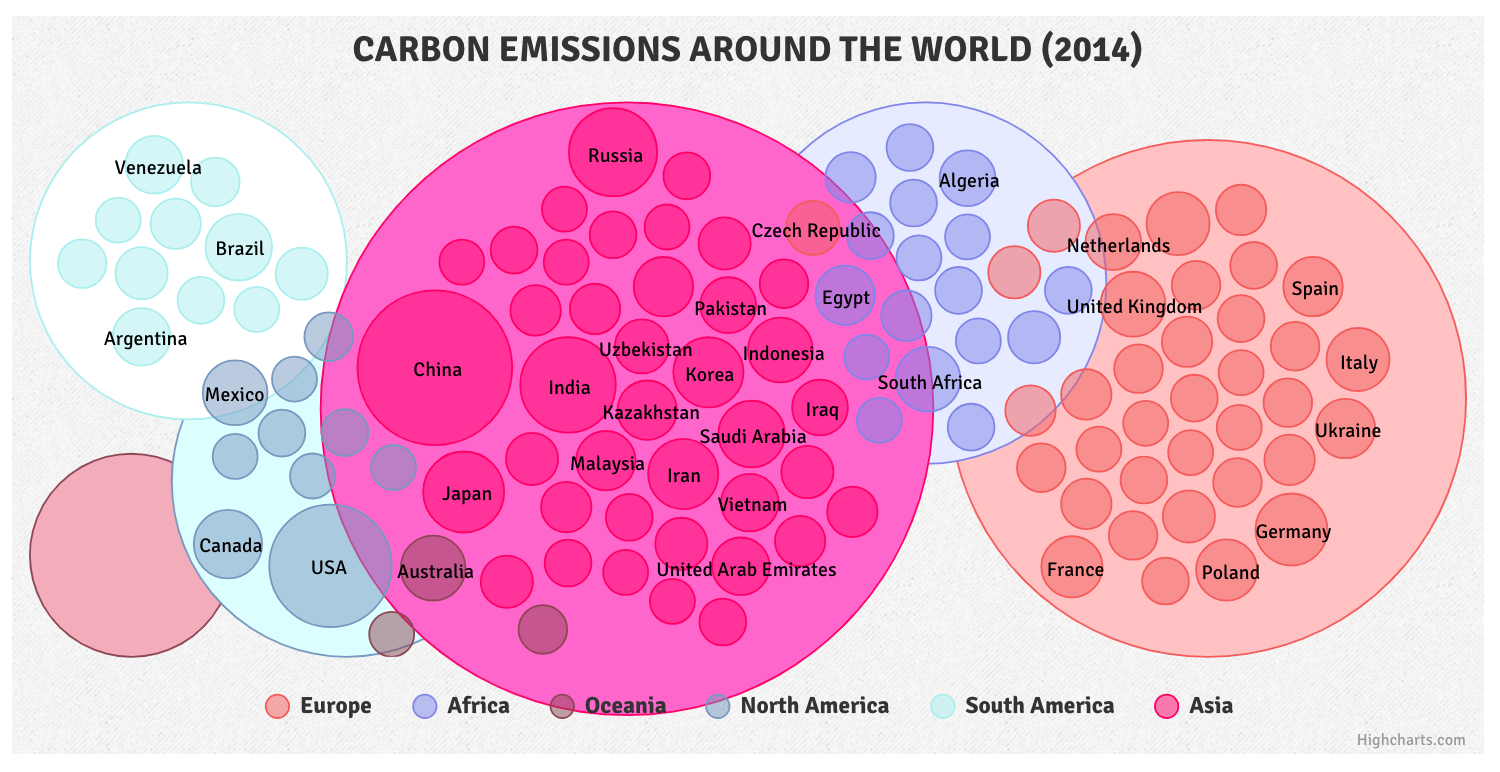 CARBON EMISSIONS AROUND THE WORLD (2014)
Russia
Venezuela
Algeria
Czech Republic
Netherlands
Brazil
Spain
Egypt
Pakistan
United Kingdom
Argentina
Uzbekistan
Indonesia
Italy
China
Korea
India
South Africa
Mexico
Kazakhstan
Iraq
Ukraine
Saudi Arabia
Malaysia
Iran
Japan
Vietnam
Germany
Canada
USA
Australia
United Arab Emirates
France
Poland
Europe
Africa
Oceania
North America
South America
Asia
Highcharts.com